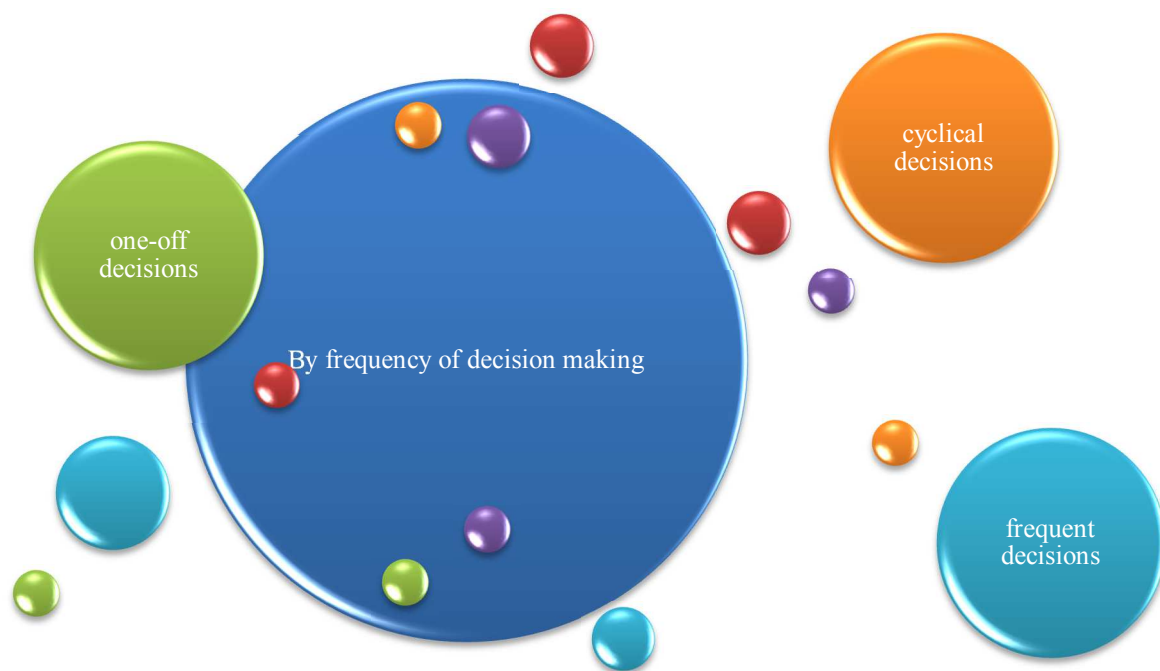 cyclical
decisions
one-off
decisions
By frequency of decision making
frequent
decisions